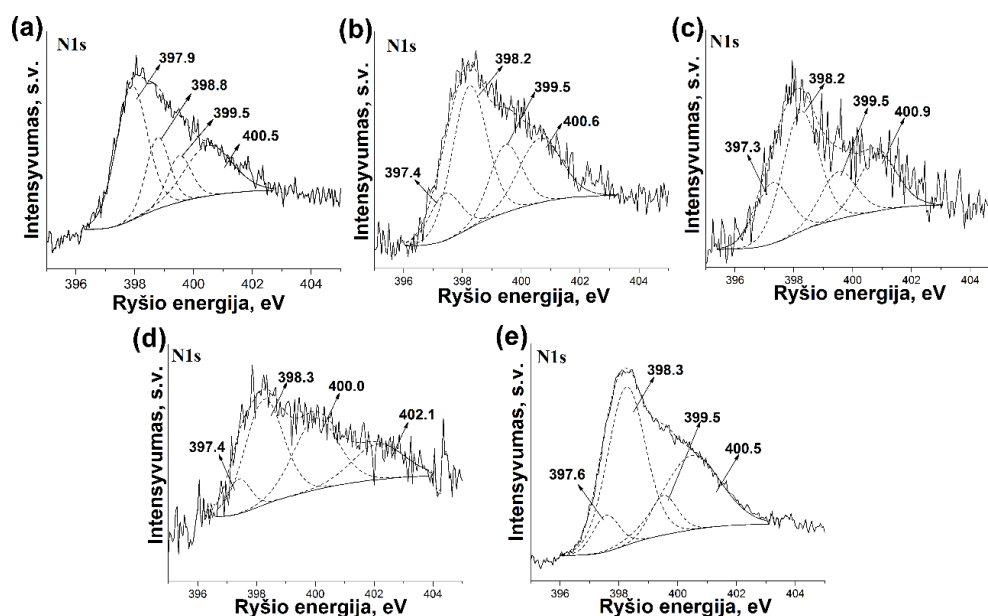 (a)
N1s
397.9
398.8
399.5
400.5
Intensyvumas, s.v.
396 398 400 402 404
Ryšio energija, eV
(b)
N1s
398.2
399.5
400.6
397.4
Intensyvumas, s.v.
396 398 400 402 404
Ryšio energija, eV
(c)
N1s
398.2
399.5
400.9
397.3
Intensyvumas, s.v.
396 398 400 402 404
Ryšio energija, eV
(d)
N1s
398.3
400.0
402.1
397.4
Intensyvumas, s.v.
396 398 400 402 404
Ryšio energija, eV
(e)
N1s
398.3
399.5
400.5
397.6
Intensyvumas, s.v.
396 398 400 402 404
Ryšio energija, eV